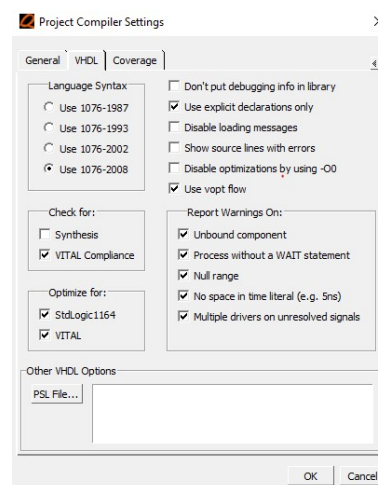 Project Compiler Settings
General VHDL Coverage
Language Syntax
Use 1076-1987
Use 1076-1993
Use 1076-2002
Use 1076-2008
Don't put debugging info in library
Use explicit declarations only
Disable loading messages
Show source lines with errors
Disable optimizations by using -O0
Use vopt flow
Check for:
Synthesis
VITAL Compliance
Report Warnings On:
Unbound component
Process without a WAIT statement
Null range
No space in time literal (e.g. 5ns)
Multiple drivers on unresolved signals
Optimize for:
StdLogic1164
VITAL
Other VHDL Options
PSL File...
OK Cancel